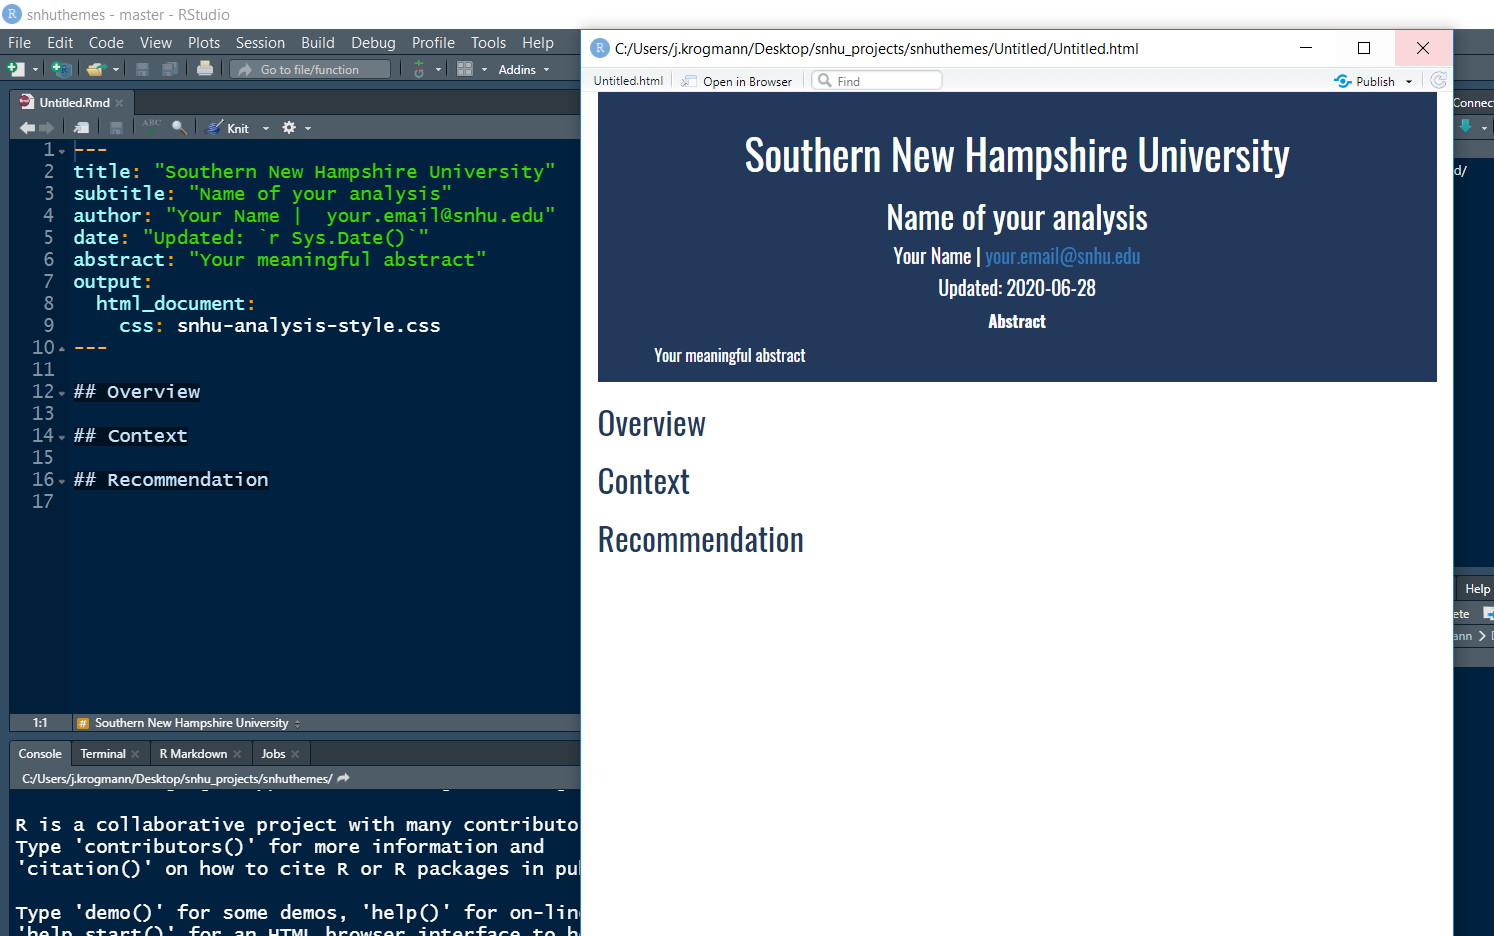 snhuthemes - master - RStudio
File Edit Code View Plots Session Build Debug Profile Tools Help
Go to file/function Addins
Untitled.Rmd
ABC Knit
1 ---
2 title: "Southern New Hampshire University"
3 subtitle: "Name of your analysis"
4 author: "Your Name |  your.email@snhu.edu"
5 date: "Updated: `r Sys.Date()`"
6 abstract: "Your meaningful abstract"
7 output:
8   html_document:
9     css: snhu-analysis-style.css
10 ---
11
12 ## Overview
13
14 ## Context
15
16 ## Recommendation
17
1:1 # Southern New Hampshire University
Console Terminal R Markdown Jobs
C:/Users/j.krogmann/Desktop/snhu_projects/snhuthemes/
R is a collaborative project with many contributo
Type 'contributors()' for more information and
'citation()' on how to cite R or R packages in pu
Type 'demo()' for some demos, 'help()' for on-lin
'help.start()' for an HTML browser interface to h
C:/Users/j.krogmann/Desktop/snhu_projects/snhuthemes/Untitled/Untitled.html
Untitled.html Open in Browser Find Publish
Southern New Hampshire University
Name of your analysis
Your Name | your.email@snhu.edu
Updated: 2020-06-28
Abstract
Your meaningful abstract
Overview
Context
Recommendation
Connec
d/
Help
ete
ann